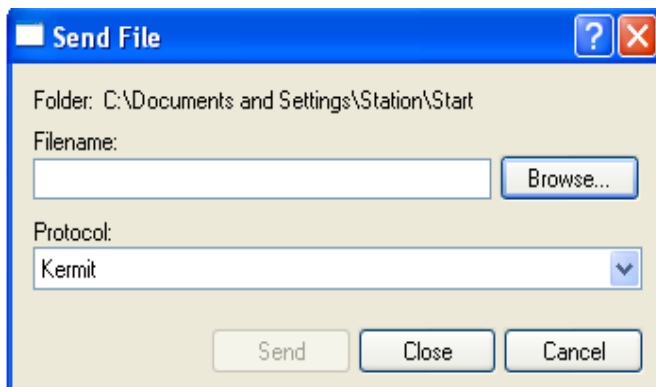 Send File
Folder: C:\Documents and Settings\Station\Start
Filename:
Browse...
Protocol:
Kermit
Send Close Cancel